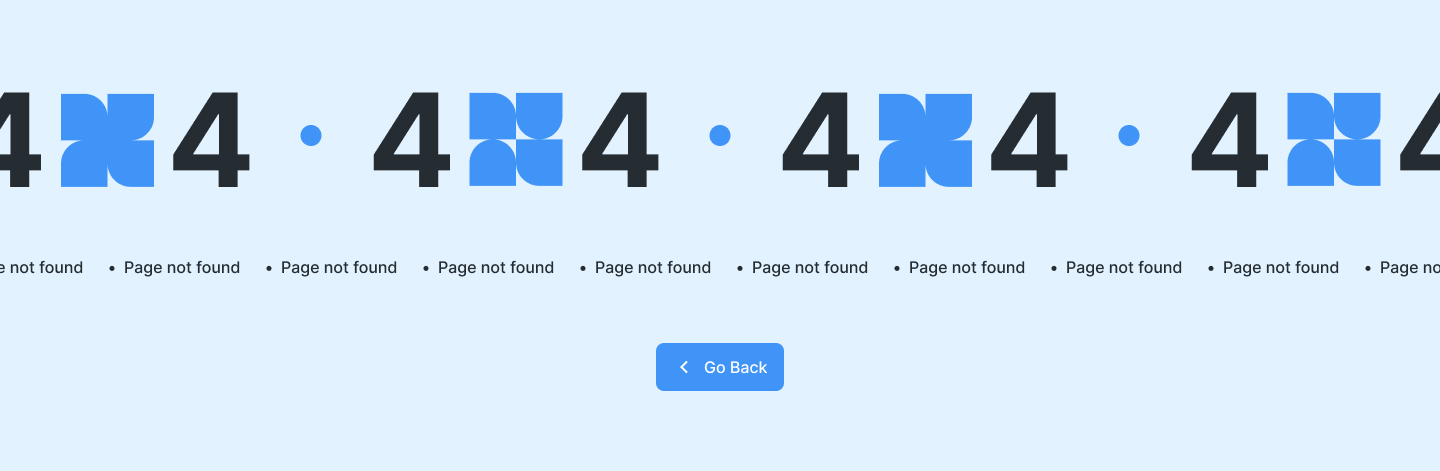 4 4 • 4 4 • 4 4 • 4 4
not found • Page not found • Page not found • Page not found • Page not found • Page not found • Page not found • Page not found • Page not found • Page
Go Back